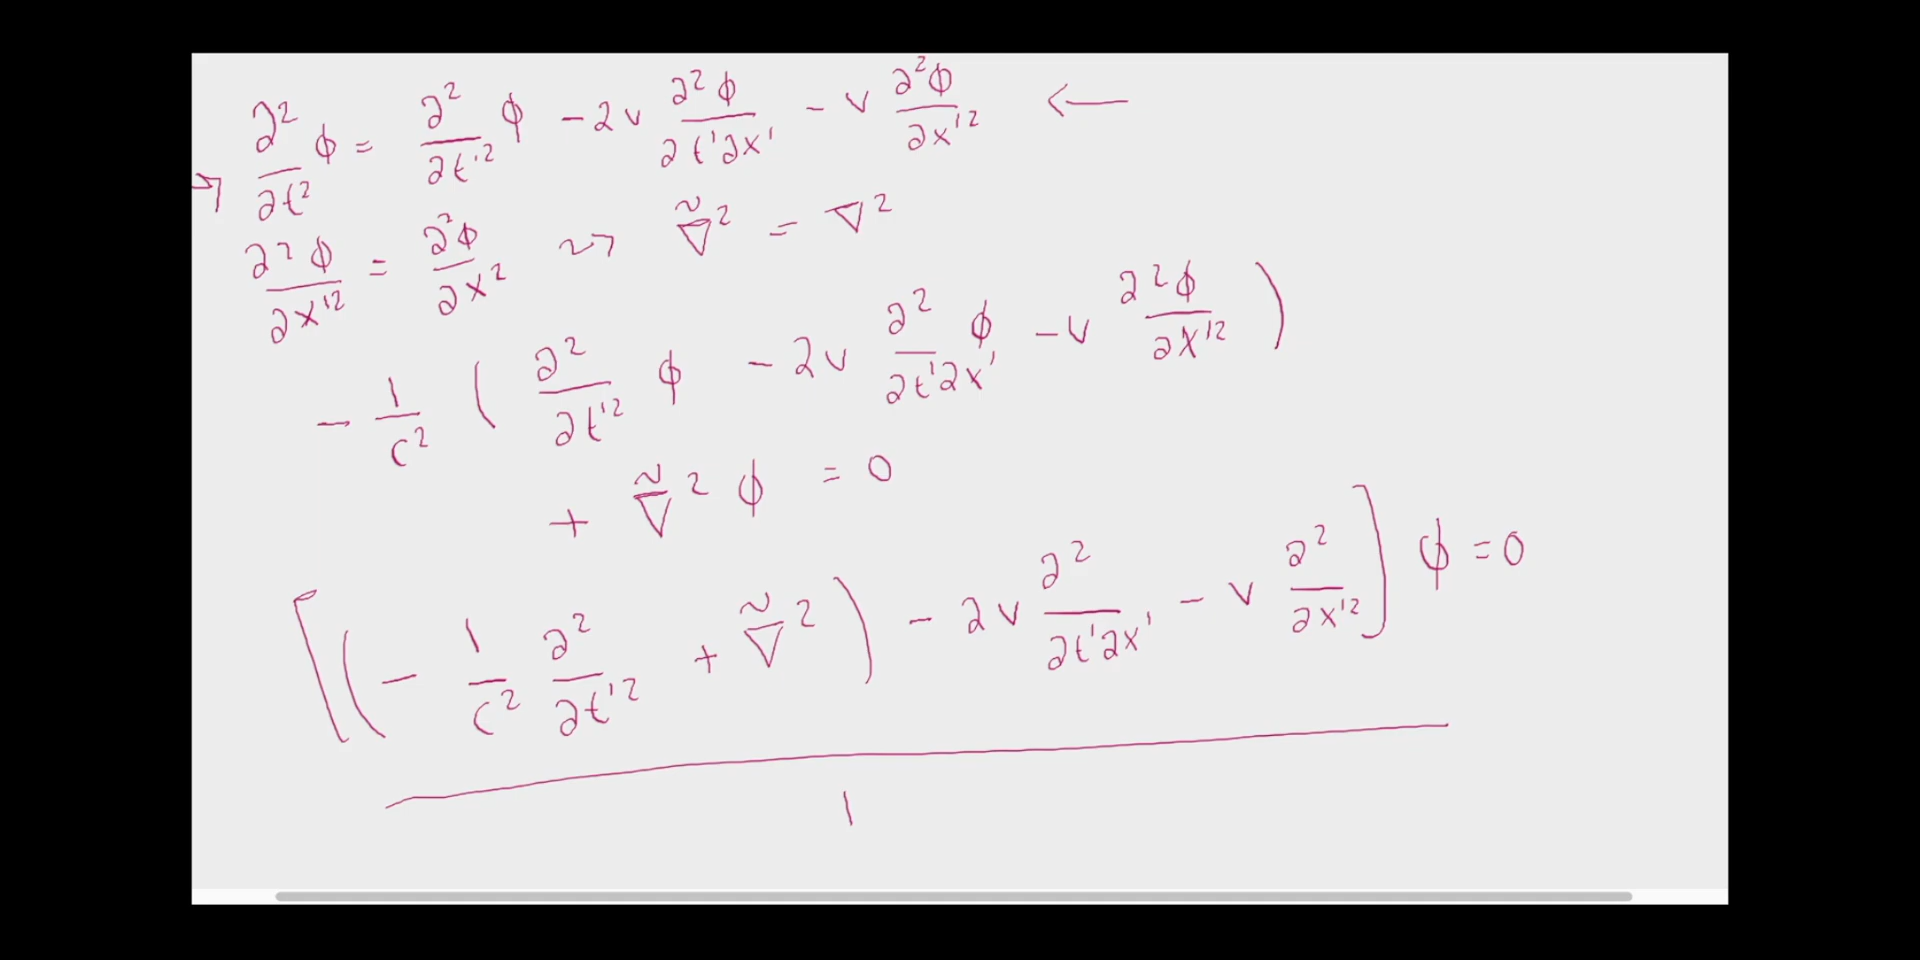 → ∂²/∂t² ϕ = ∂²/∂t'² ϕ - 2v ∂²ϕ/∂t'∂x' - v ∂²ϕ/∂x'² ←
∂²ϕ/∂x'² = ∂²ϕ/∂x² ⇝ ∇̃² = ∇²
- 1/c² ( ∂²/∂t'² ϕ - 2v ∂²/∂t'∂x' ϕ - v ∂²ϕ/∂x'² )
+ ∇̃² ϕ = 0
[ ( - 1/c² ∂²/∂t'² + ∇̃² ) - 2v ∂²/∂t'∂x' - v ∂²/∂x'² ] ϕ = 0